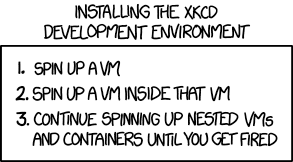 INSTALLING THE XKCD
DEVELOPMENT ENVIRONMENT
1. SPIN UP A VM
2. SPIN UP A VM INSIDE THAT VM
3. CONTINUE SPINNING UP NESTED VMs
AND CONTAINERS UNTIL YOU GET FIRED